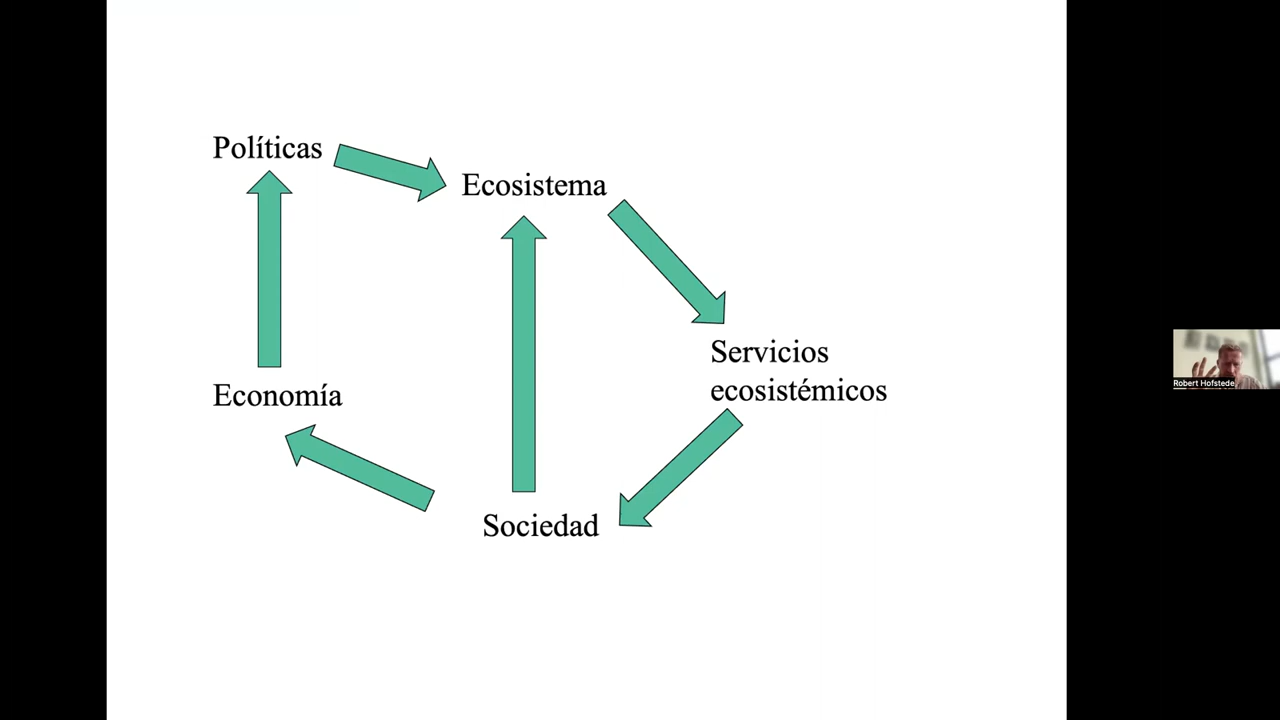 Políticas
Ecosistema
Servicios
ecosistémicos
Economía
Sociedad
Robert Hofstede